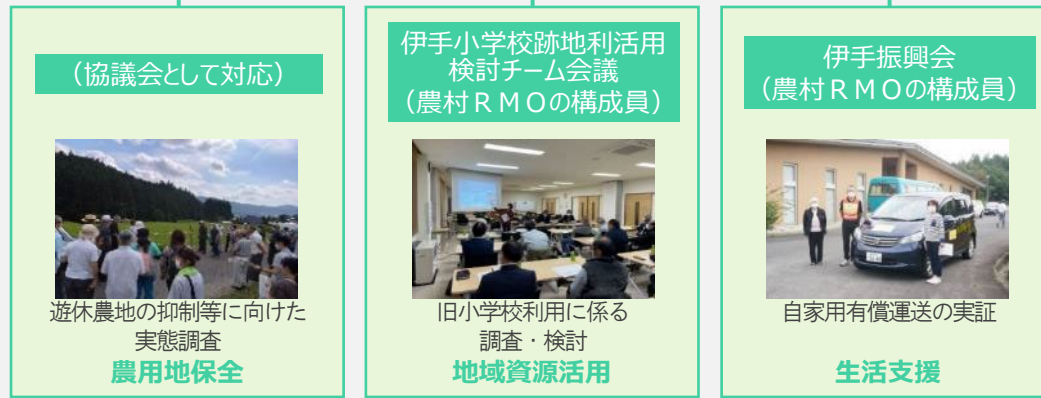 （協議会として対応）
遊休農地の抑制等に向けた
実態調査
農用地保全
伊手小学校跡地利活用
検討チーム会議
（農村ＲＭＯの構成員）
旧小学校利用に係る
調査・検討
地域資源活用
伊手振興会
（農村ＲＭＯの構成員）
自家用有償運送の実証
生活支援